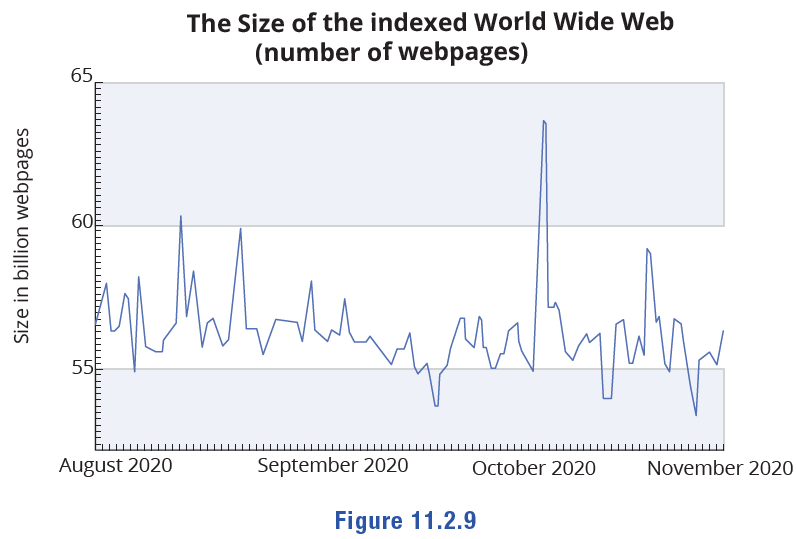 The Size of the indexed World Wide Web
(number of webpages)
65
60
55
Size in billion webpages
August 2020
September 2020
October 2020
November 2020
Figure 11.2.9